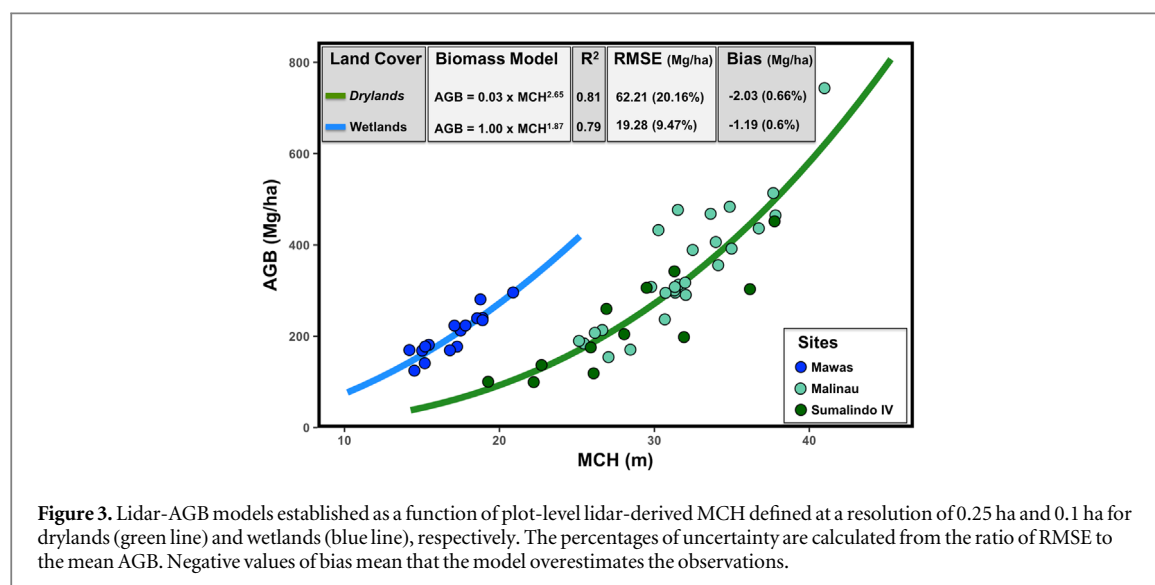 Land Cover Biomass Model R² RMSE (Mg/ha) Bias (Mg/ha)
Drylands AGB = 0.03 x MCH²·⁶⁵ 0.81 62.21 (20.16%) -2.03 (0.66%)
Wetlands AGB = 1.00 x MCH¹·⁸⁷ 0.79 19.28 (9.47%) -1.19 (0.6%)
AGB (Mg/ha)
800
600
400
200
0
10 20 30 40
MCH (m)
Sites
Mawas
Malinau
Sumalindo IV
Figure 3. Lidar-AGB models established as a function of plot-level lidar-derived MCH defined at a resolution of 0.25 ha and 0.1 ha for
drylands (green line) and wetlands (blue line), respectively. The percentages of uncertainty are calculated from the ratio of RMSE to
the mean AGB. Negative values of bias mean that the model overestimates the observations.